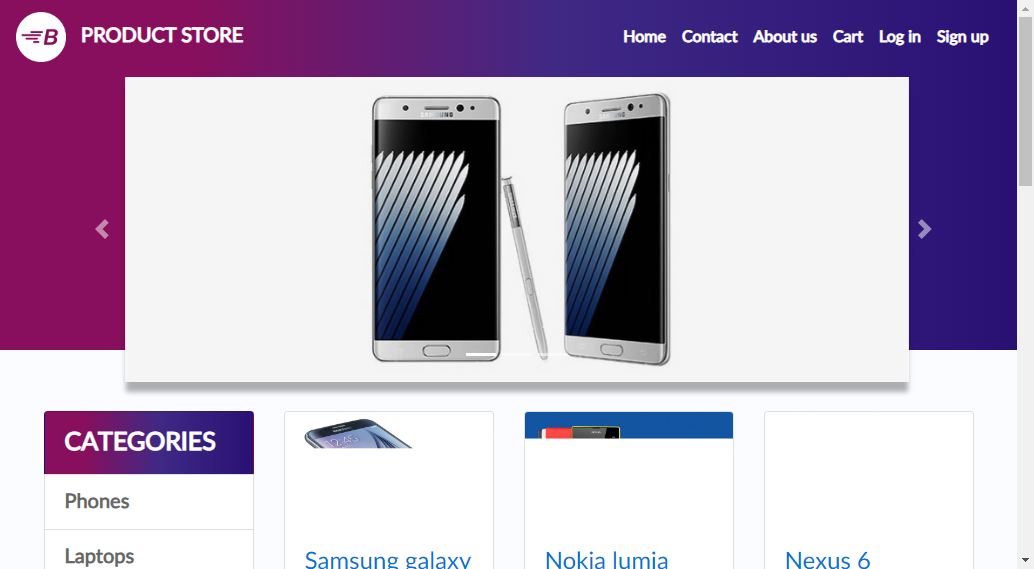 B PRODUCT STORE
Home Contact About us Cart Log in Sign up
SAMSUNG
CATEGORIES
Phones
Laptops
Samsung galaxy
Nokia lumia
Nexus 6